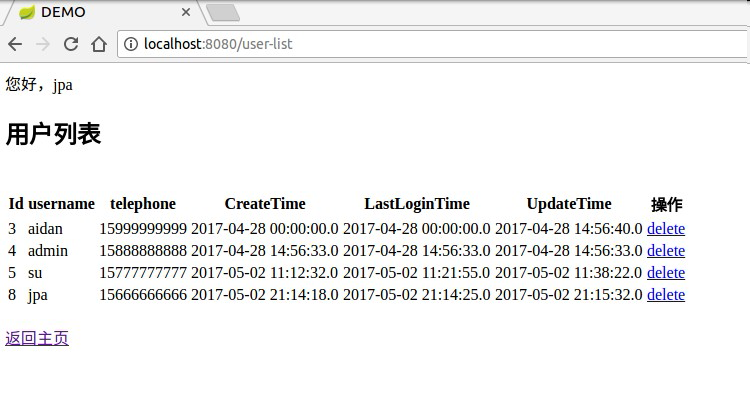 DEMO
localhost:8080/user-list
您好，jpa
用户列表
Id username telephone CreateTime LastLoginTime UpdateTime 操作
3 aidan 15999999999 2017-04-28 00:00:00.0 2017-04-28 00:00:00.0 2017-04-28 14:56:40.0 delete
4 admin 15888888888 2017-04-28 14:56:33.0 2017-04-28 14:56:33.0 2017-04-28 14:56:33.0 delete
5 su 15777777777 2017-05-02 11:12:32.0 2017-05-02 11:21:55.0 2017-05-02 11:38:22.0 delete
8 jpa 15666666666 2017-05-02 21:14:18.0 2017-05-02 21:14:25.0 2017-05-02 21:15:32.0 delete
返回主页